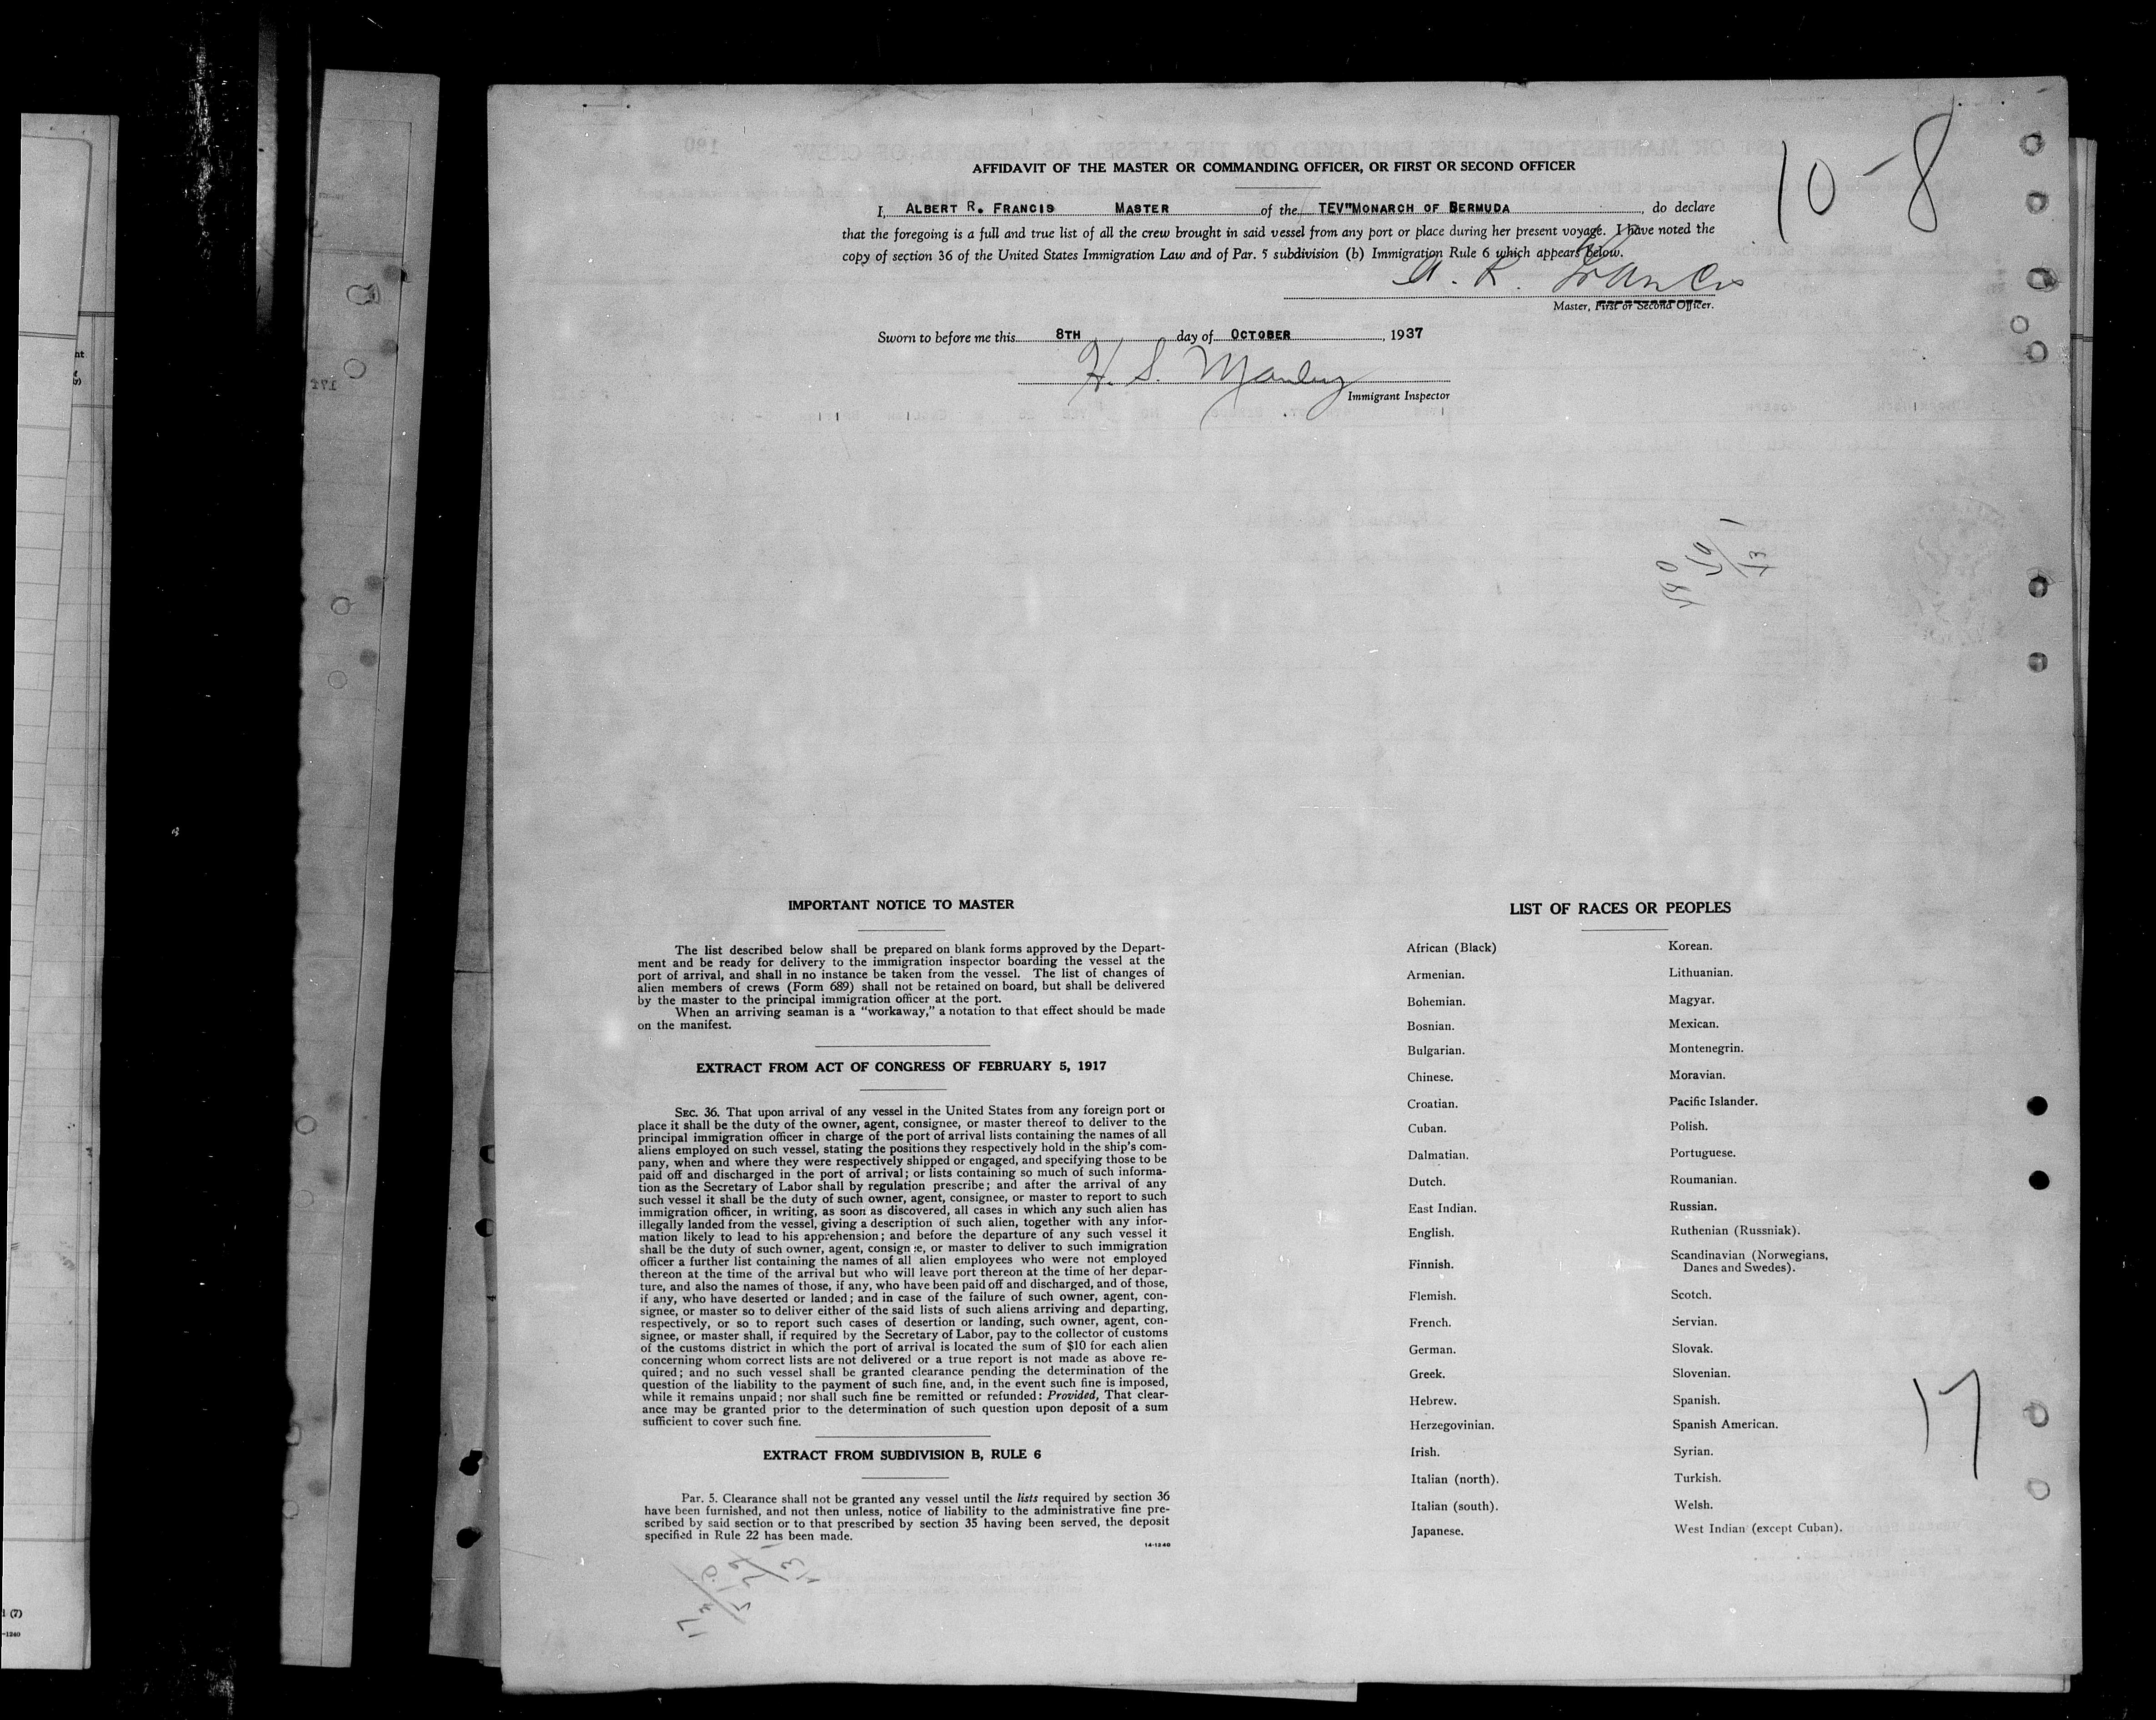 AFFIDAVIT OF THE MASTER OR COMMANDING OFFICER, OR FIRST OR SECOND OFFICER
I, ALBERT R. FRANCIS MASTER of the TEV"MONARCH OF BERMUDA, do declare
that the foregoing is a full and true list of all the crew brought in said vessel from any port or place during her present voyage. I have noted the
copy of section 36 of the United States Immigration Law and of Par. 5 subdivision (b) Immigration Rule 6 which appears below.
A. R. Francis
Master, First or Second Officer.
Sworn to before me this 8TH day of OCTOBER, 1937
H. S. Manley
Immigrant Inspector
10-8
IMPORTANT NOTICE TO MASTER
The list described below shall be prepared on blank forms approved by the Depart-
ment and be ready for delivery to the immigration inspector boarding the vessel at the
port of arrival, and shall in no instance be taken from the vessel. The list of changes of
alien members of crews (Form 689) shall not be retained on board, but shall be delivered
by the master to the principal immigration officer at the port.
When an arriving seaman is a "workaway," a notation to that effect should be made
on the manifest.
EXTRACT FROM ACT OF CONGRESS OF FEBRUARY 5, 1917
SEC. 36. That upon arrival of any vessel in the United States from any foreign port or
place it shall be the duty of the owner, agent, consignee, or master thereof to deliver to the
principal immigration officer in charge of the port of arrival lists containing the names of all
aliens employed on such vessel, stating the positions they respectively hold in the ship's com-
pany, when and where they were respectively shipped or engaged, and specifying those to be
paid off and discharged in the port of arrival; or lists containing so much of such informa-
tion as the Secretary of Labor shall by regulation prescribe; and after the arrival of any
such vessel it shall be the duty of such owner, agent, consignee, or master to report to such
immigration officer, in writing, as soon as discovered, all cases in which any such alien has
illegally landed from the vessel, giving a description of such alien, together with any infor-
mation likely to lead to his apprehension; and before the departure of any such vessel it
shall be the duty of such owner, agent, consignee, or master to deliver to such immigration
officer a further list containing the names of all alien employees who were not employed
thereon at the time of the arrival but who will leave port thereon at the time of her depar-
ture, and also the names of those, if any, who have been paid off and discharged, and of those,
if any, who have deserted or landed; and in case of the failure of such owner, agent, con-
signee, or master so to deliver either of the said lists of such aliens arriving and departing,
respectively, or so to report such cases of desertion or landing, such owner, agent, con-
signee, or master shall, if required by the Secretary of Labor, pay to the collector of customs
of the customs district in which the port of arrival is located the sum of $10 for each alien
concerning whom correct lists are not delivered or a true report is not made as above re-
quired; and no such vessel shall be granted clearance pending the determination of the
question of the liability to the payment of such fine, and, in the event such fine is imposed,
while it remains unpaid; nor shall such fine be remitted or refunded: Provided, That clear-
ance may be granted prior to the determination of such question upon deposit of a sum
sufficient to cover such fine.
EXTRACT FROM SUBDIVISION B, RULE 6
Par. 5. Clearance shall not be granted any vessel until the lists required by section 36
have been furnished, and not then unless, notice of liability to the administrative fine pre-
scribed by said section or to that prescribed by section 35 having been served, the deposit
specified in Rule 22 has been made.
14-1240
LIST OF RACES OR PEOPLES
African (Black)
Armenian.
Bohemian.
Bosnian.
Bulgarian.
Chinese.
Croatian.
Cuban.
Dalmatian.
Dutch.
East Indian.
English.
Finnish.
Flemish.
French.
German.
Greek.
Hebrew.
Herzegovinian.
Irish.
Italian (north).
Italian (south).
Japanese.
Korean.
Lithuanian.
Magyar.
Mexican.
Montenegrin.
Moravian.
Pacific Islander.
Polish.
Portuguese.
Roumanian.
Russian.
Ruthenian (Russniak).
Scandinavian (Norwegians,
Danes and Swedes).
Scotch.
Servian.
Slovak.
Slovenian.
Spanish.
Spanish American.
Syrian.
Turkish.
Welsh.
West Indian (except Cuban).
17